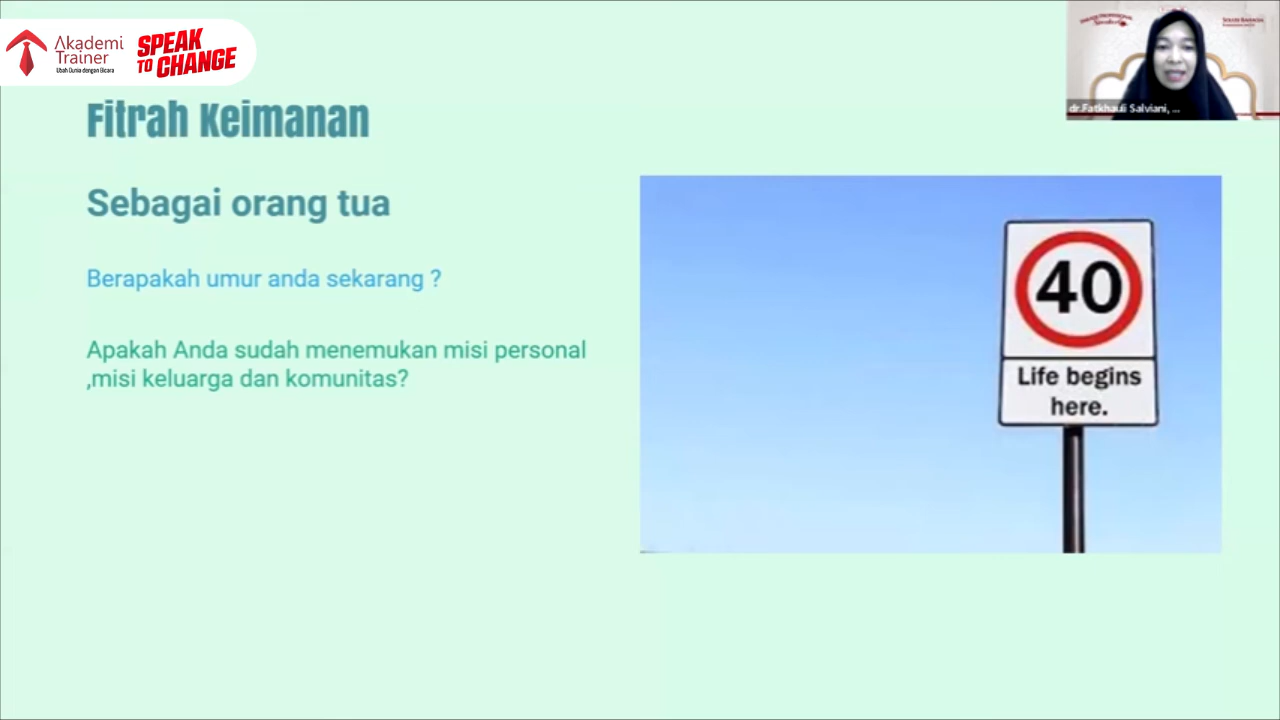 Akademi
Trainer
Ubah Dunia dengan Bicara
SPEAK
TO CHANGE
dr.Fatkhauli Salviani, ...
Fitrah Keimanan
Sebagai orang tua
Berapakah umur anda sekarang ?
Apakah Anda sudah menemukan misi personal
,misi keluarga dan komunitas?
40
Life begins
here.